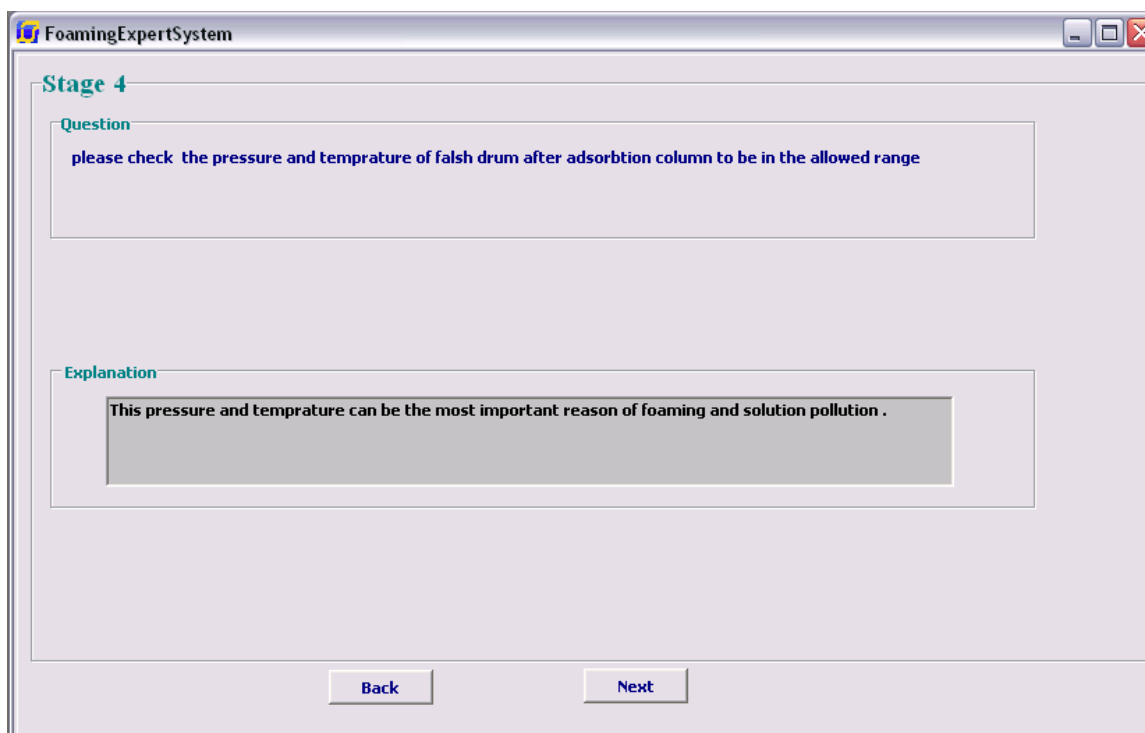 FoamingExpertSystem
Stage 4
Question
please check the pressure and temprature of falsh drum after adsorbtion column to be in the allowed range
Explanation
This pressure and temprature can be the most important reason of foaming and solution pollution .
Back Next